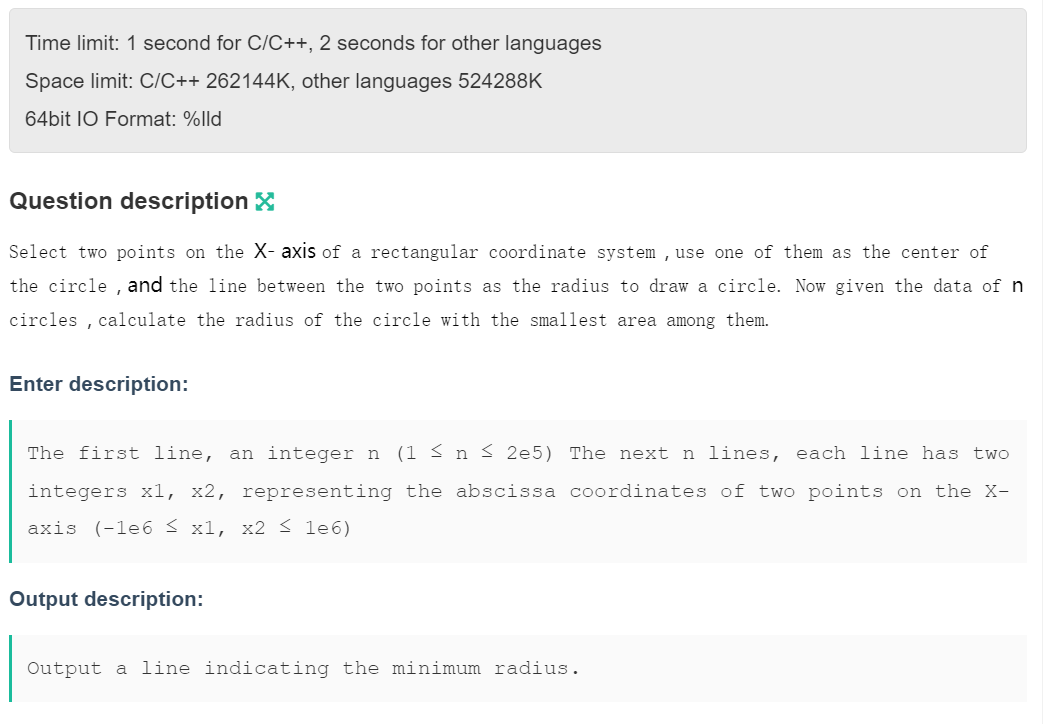 Time limit: 1 second for C/C++, 2 seconds for other languages
Space limit: C/C++ 262144K, other languages 524288K
64bit IO Format: %lld
Question description
Select two points on the X- axis of a rectangular coordinate system , use one of them as the center of
the circle , and the line between the two points as the radius to draw a circle. Now given the data of n
circles , calculate the radius of the circle with the smallest area among them.
Enter description:
The first line, an integer n (1 ≤ n ≤ 2e5) The next n lines, each line has two
integers x1, x2, representing the abscissa coordinates of two points on the X-
axis (-1e6 ≤ x1, x2 ≤ 1e6)
Output description:
Output a line indicating the minimum radius.